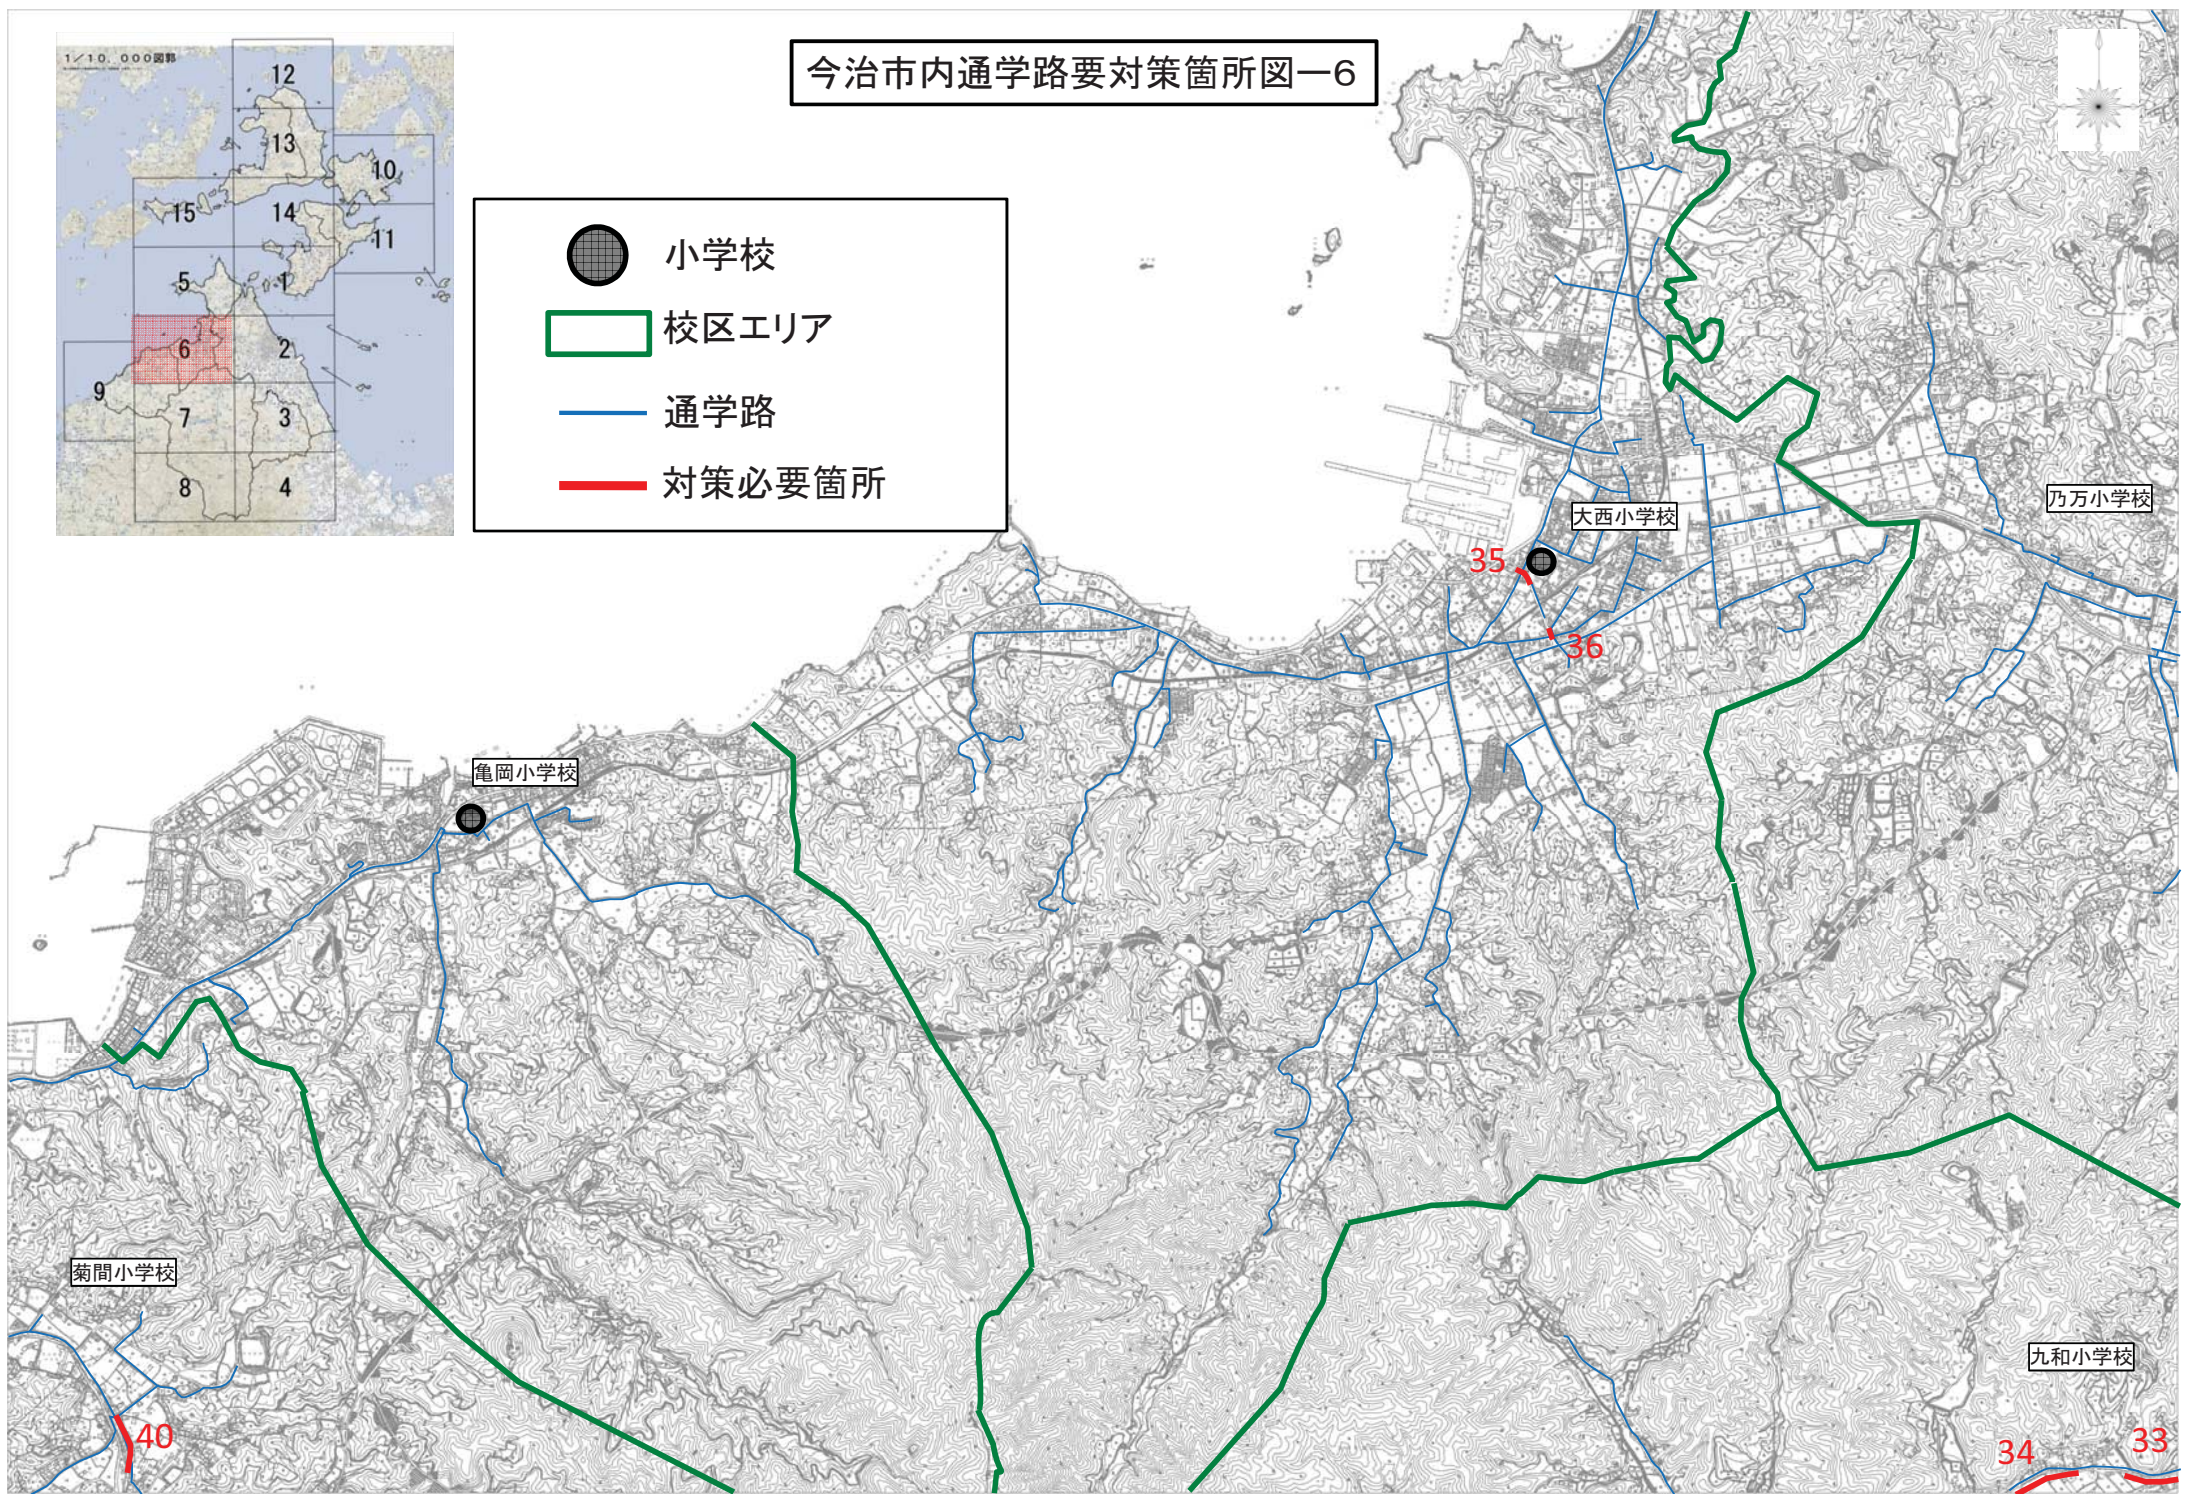 今治市内通学路要対策箇所図ー6
1/10,000図郭
12
13
10
15
14
11
5
1
6
2
9
7
3
8
4
小学校
校区エリア
通学路
対策必要箇所
乃万小学校
大西小学校
35
36
亀岡小学校
菊間小学校
九和小学校
40
34
33